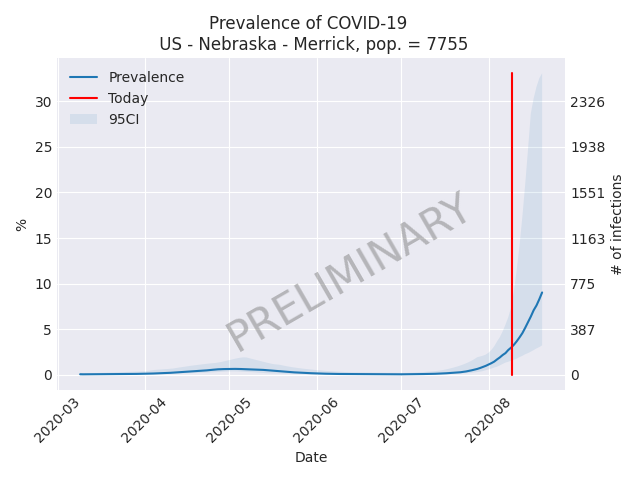 Prevalence of COVID-19
US - Nebraska - Merrick, pop. = 7755
Prevalence
Today
95CI
30
25
20
15
10
5
0
%
2326
1938
1551
1163
775
387
0
# of infections
PRELIMINARY
2020-03
2020-04
2020-05
2020-06
2020-07
2020-08
Date